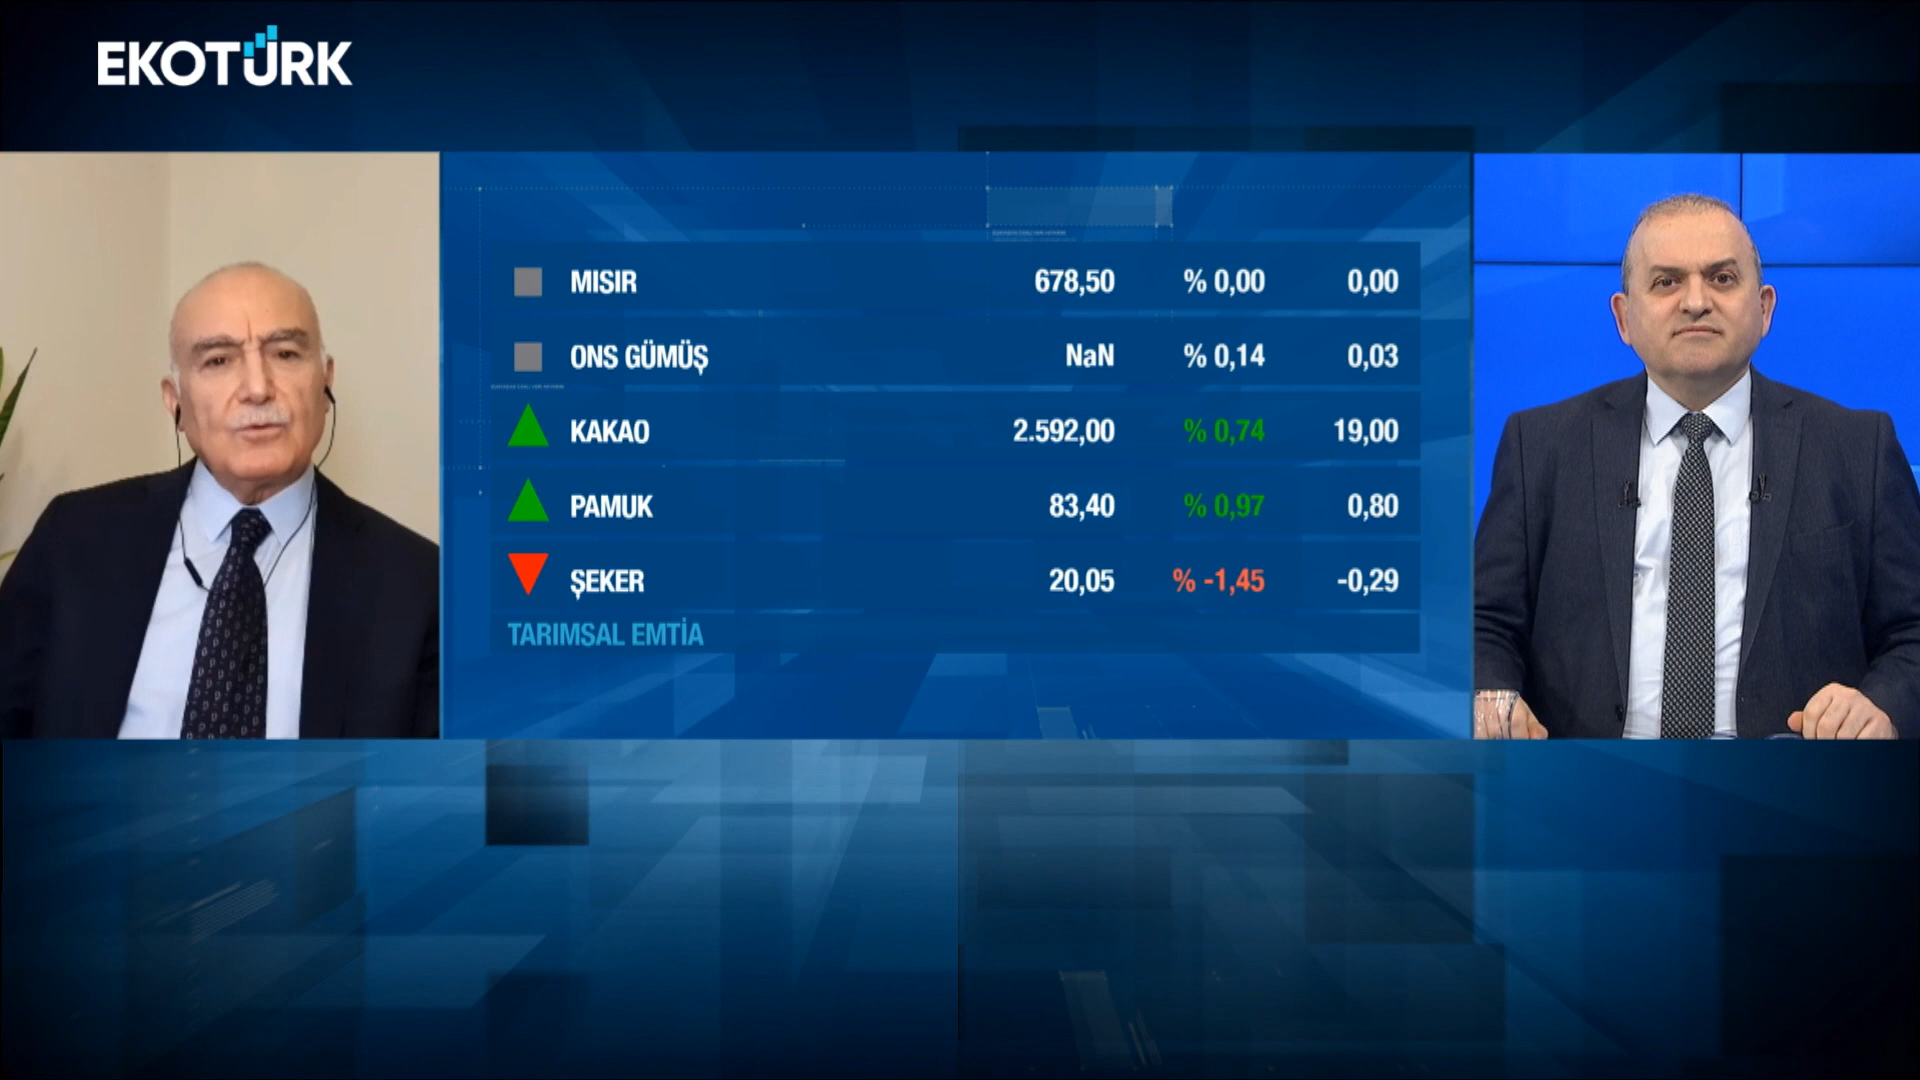 EKOTÜRK
MISIR 678,50 % 0,00 0,00
ONS GÜMÜŞ NaN % 0,14 0,03
KAKAO 2.592,00 % 0,74 19,00
PAMUK 83,40 % 0,97 0,80
ŞEKER 20,05 % -1,45 -0,29
TARIMSAL EMTİA